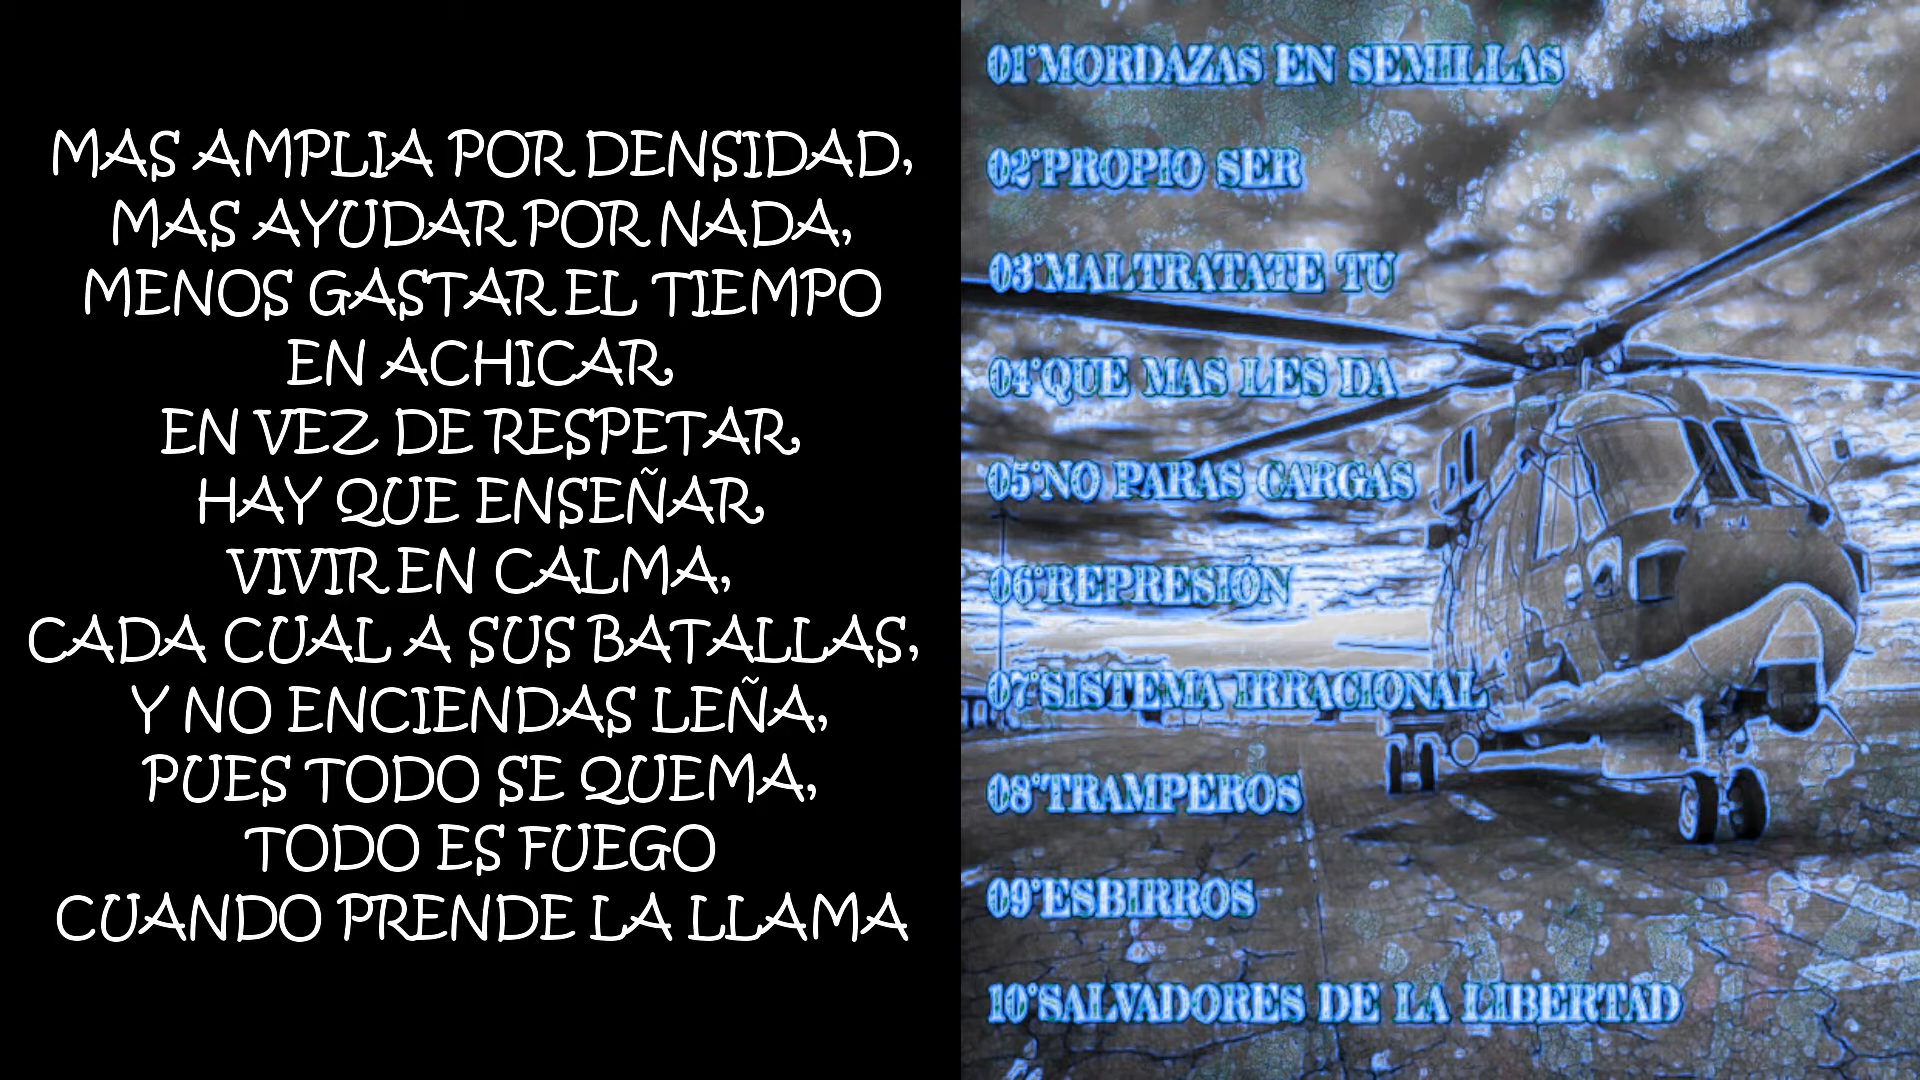 MAS AMPLIA POR DENSIDAD,
MAS AYUDAR POR NADA,
MENOS GASTAR EL TIEMPO
EN ACHICAR,
EN VEZ DE RESPETAR,
HAY QUE ENSEÑAR,
VIVIR EN CALMA,
CADA CUAL A SUS BATALLAS,
Y NO ENCIENDAS LEÑA,
PUES TODO SE QUEMA,
TODO ES FUEGO
CUANDO PRENDE LA LLAMA
01°MORDAZAS EN SEMILLAS
02°PROPIO SER
03°MALTRATATE TU
04°QUE MAS LES DA
05°NO PARAS CARGAS
06°REPRESIÓN
07°SISTEMA IRRACIONAL
08°TRAMPEROS
09°ESBIRROS
10°SALVADORES DE LA LIBERTAD